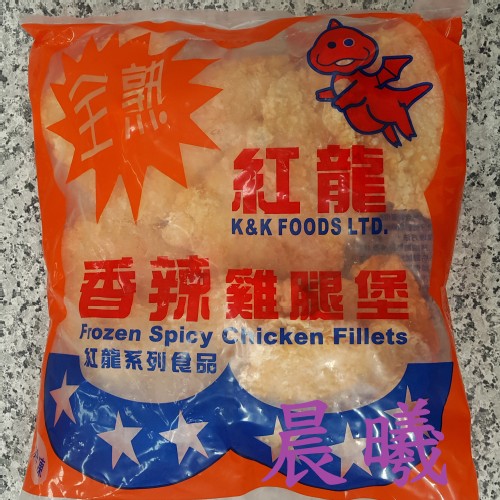 全熟
紅龍
K&K FOODS LTD.
香辣雞腿堡
Frozen Spicy Chicken Fillets
紅龍系列食品
晨曦